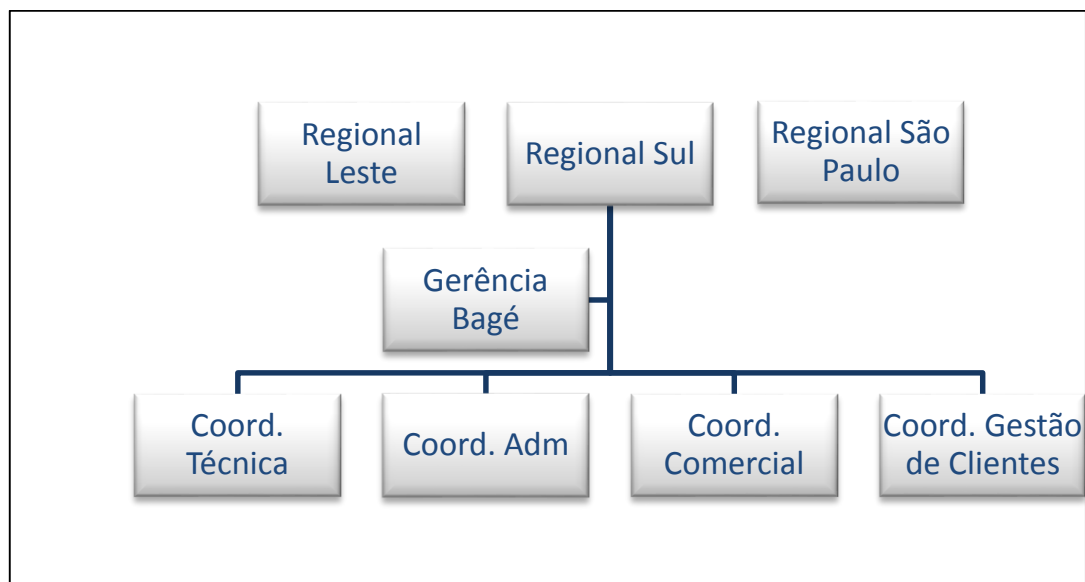 Regional
Leste
Regional Sul
Regional São
Paulo
Gerência
Bagé
Coord.
Técnica
Coord. Adm
Coord.
Comercial
Coord. Gestão
de Clientes